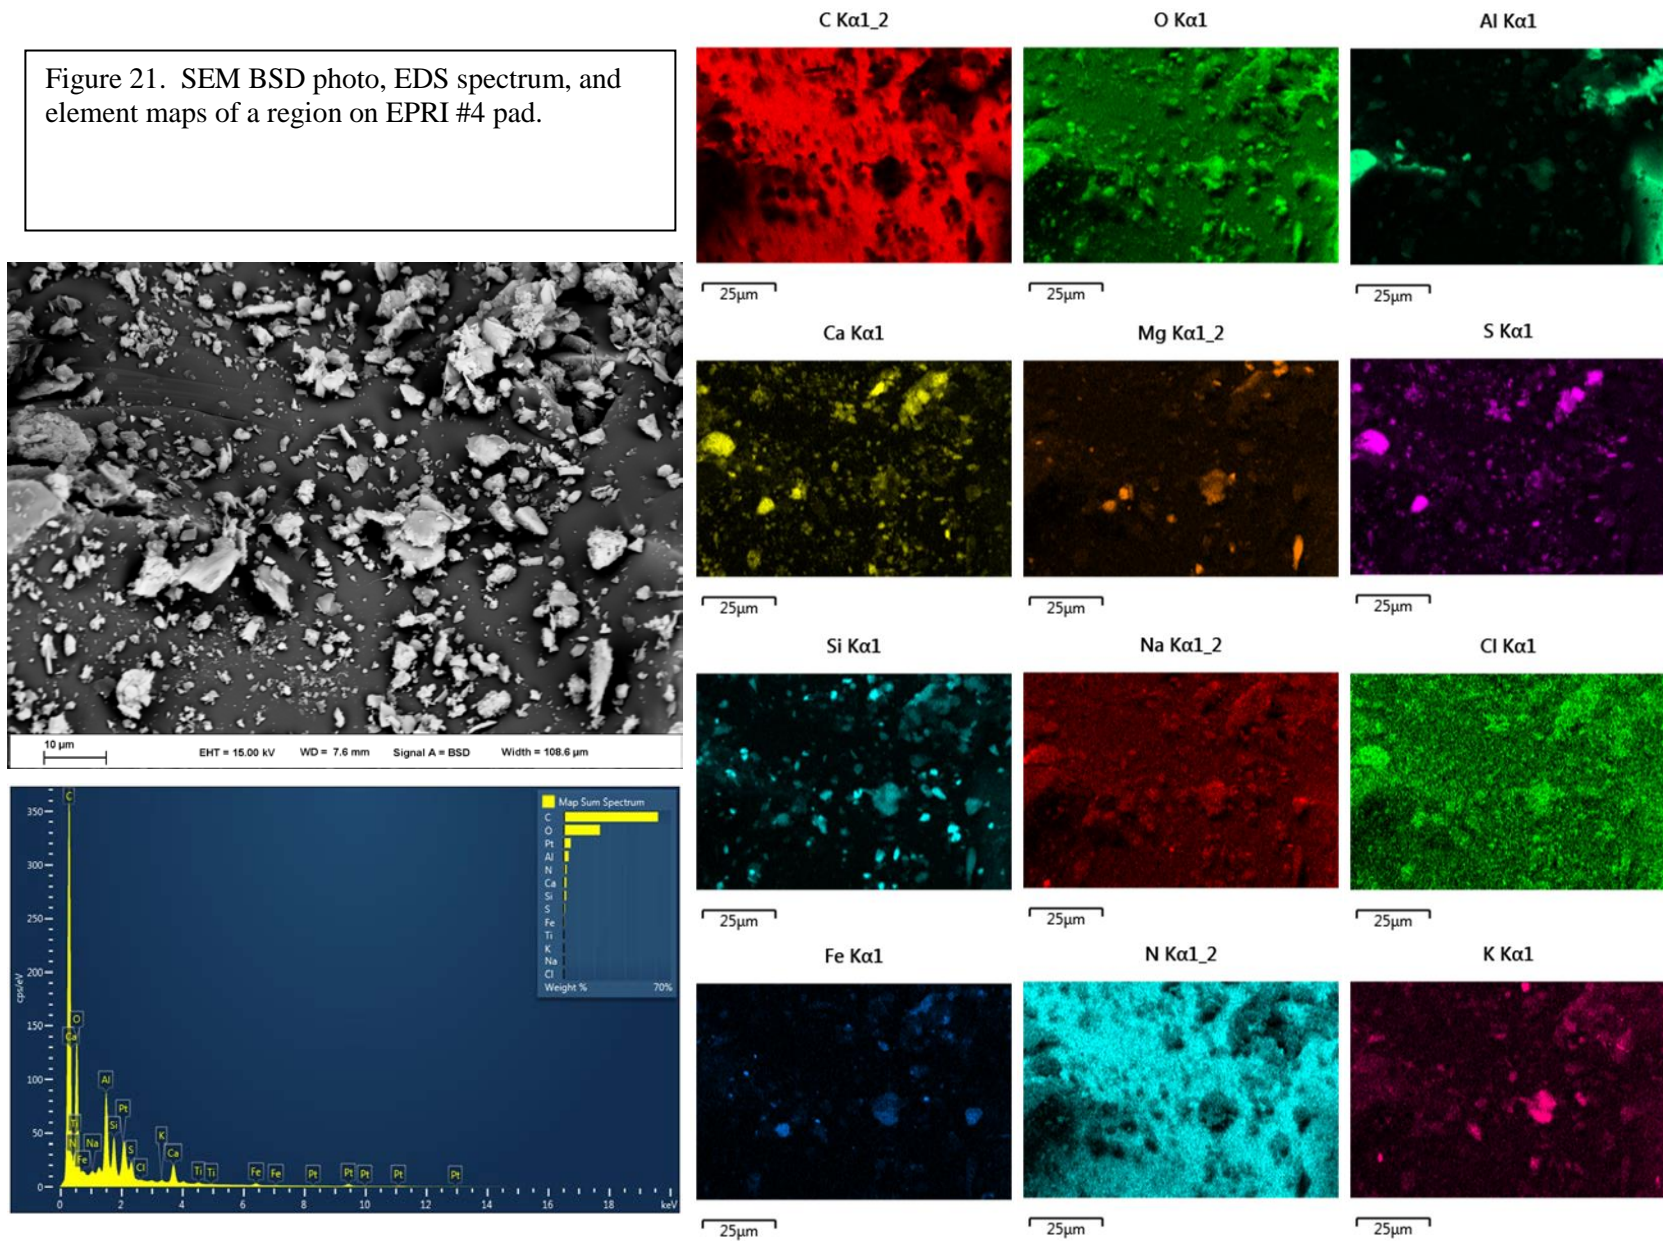 Figure 21.  SEM BSD photo, EDS spectrum, and
element maps of a region on EPRI #4 pad.
10 µm
EHT = 15.00 kV
WD = 7.6 mm
Signal A = BSD
Width = 108.6 µm
Map Sum Spectrum
C
O
Pt
Al
N
Ca
Si
S
Fe
Ti
K
Na
Cl
Weight %
70%
cps/eV
350
300
250
200
150
100
50
0
C
O
Ca
Ti
N
Fe
Na
Al
Si
Pt
S
Cl
K
Ca
Ti
Ti
Fe
Fe
Pt
Pt
Pt
Pt
Pt
0
2
4
6
8
10
12
14
16
18
keV
C Kα1_2
O Kα1
Al Kα1
25µm
25µm
25µm
Ca Kα1
Mg Kα1_2
S Kα1
25µm
25µm
25µm
Si Kα1
Na Kα1_2
Cl Kα1
25µm
25µm
25µm
Fe Kα1
N Kα1_2
K Kα1
25µm
25µm
25µm